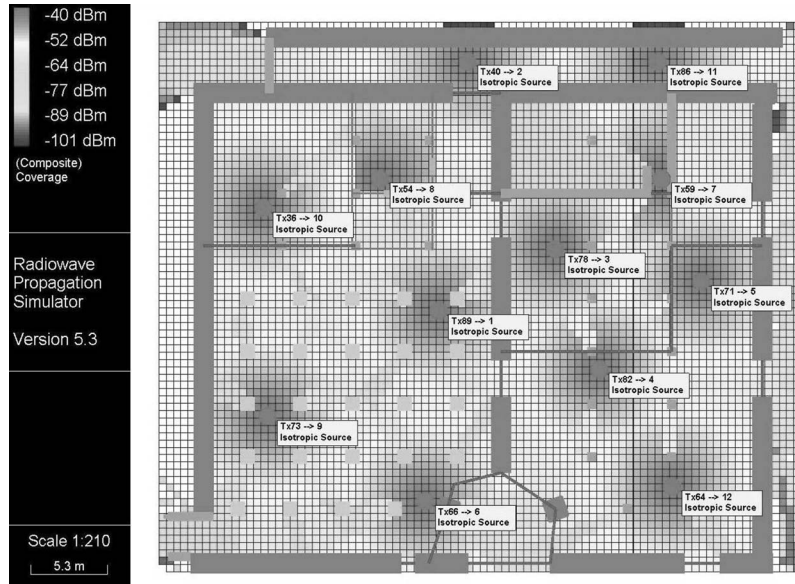 -40 dBm
-52 dBm
-64 dBm
-77 dBm
-89 dBm
-101 dBm
(Composite)
Coverage
Radiowave
Propagation
Simulator
Version 5.3
Scale 1:210
5.3 m
Tx40 --> 2
Isotropic Source
Tx86 --> 11
Isotropic Source
Tx54 --> 8
Isotropic Source
Tx59 --> 7
Isotropic Source
Tx36 --> 10
Isotropic Source
Tx78 --> 3
Isotropic Source
Tx71 --> 5
Isotropic Source
Tx89 --> 1
Isotropic Source
Tx82 --> 4
Isotropic Source
Tx73 --> 9
Isotropic Source
Tx66 --> 6
Isotropic Source
Tx64 --> 12
Isotropic Source